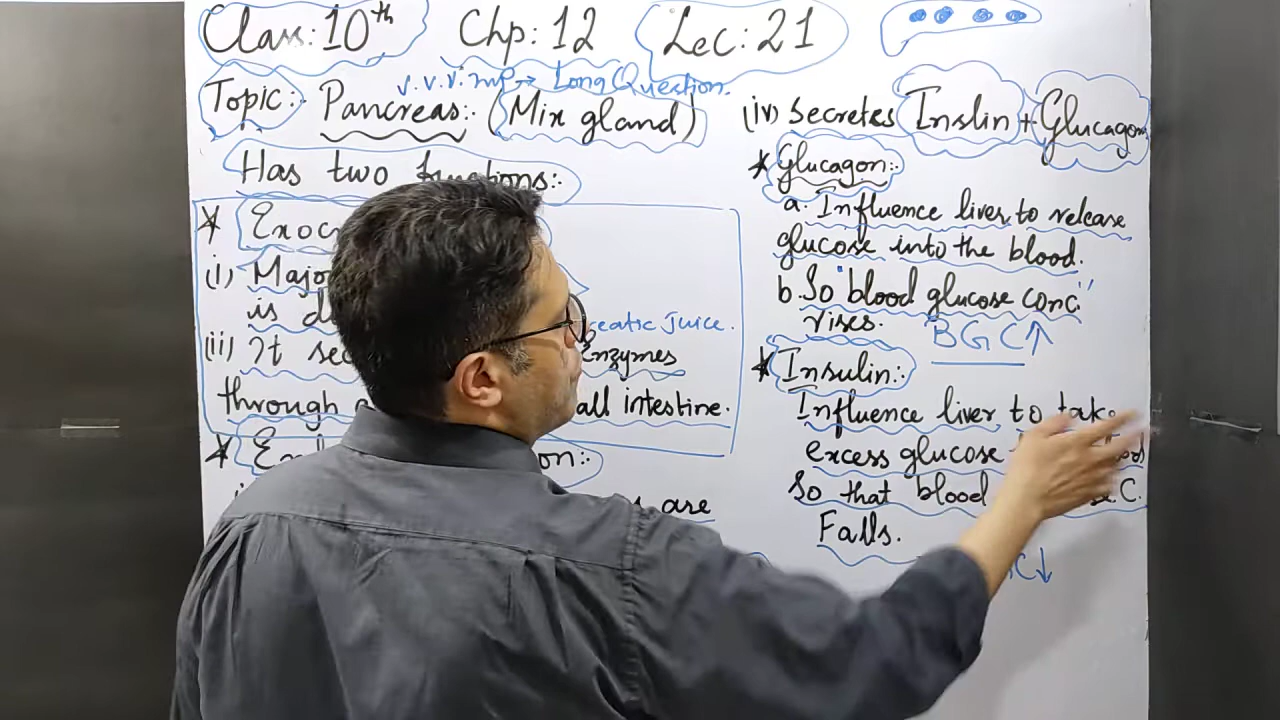 Class: 10th Chp: 12 Lec: 21
v.v.v. imp → Long Question.
Topic:- Pancreas:- (Mix gland)
Has two functions:-
* Exoc
(i) Major
is d
eatic juice.
(ii) It sec Enzymes
through all intestine.
* En on:-
are
(iv) Secretes Inslin + Glucagon
* Glucagon:-
a. Influence liver to release
glucose into the blood.
b. So blood glucose conc."
rises. BGC↑
* Insulin:-
Influence liver to take
excess glucose
So that blood C.
Falls.
C↓